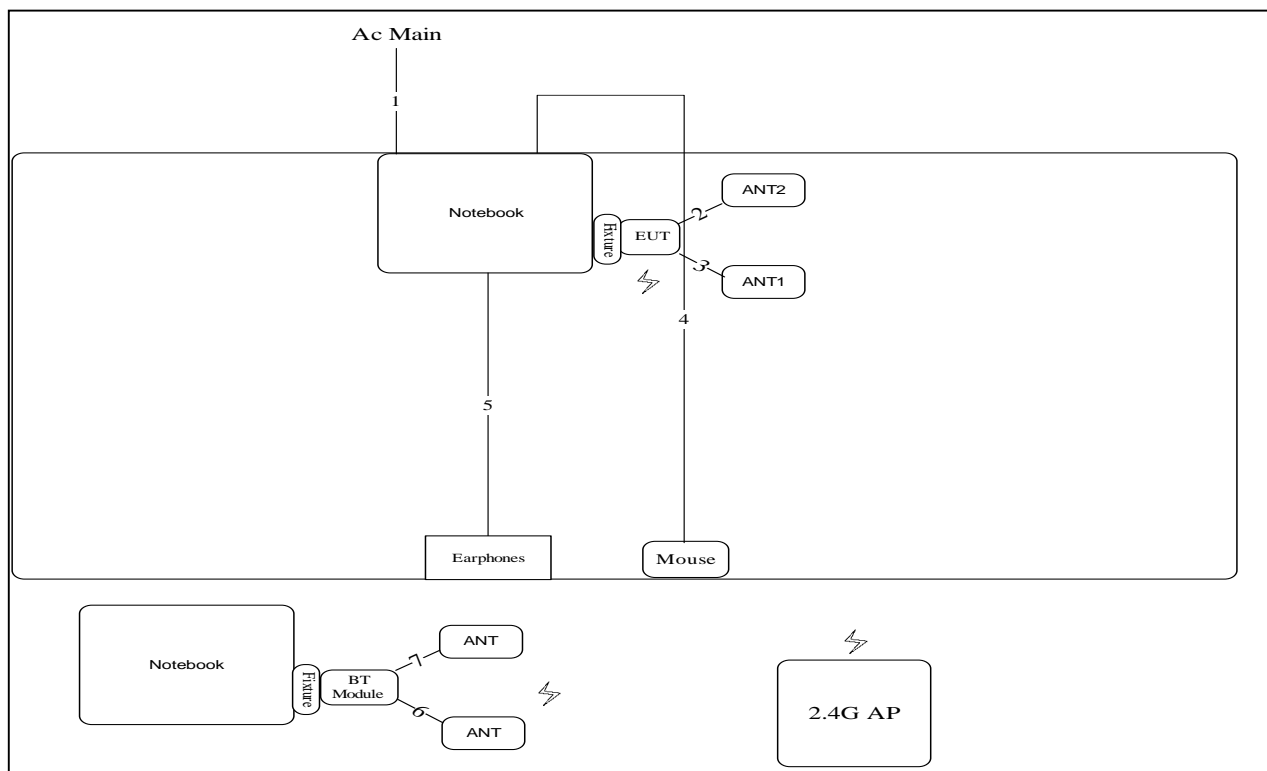 Ac Main
1
ANT2
Notebook
2
Fixture
EUT
3
ANT1
4
5
Earphones
Mouse
ANT
Notebook
7
BT
Module
Fixture
6
ANT
2.4G AP